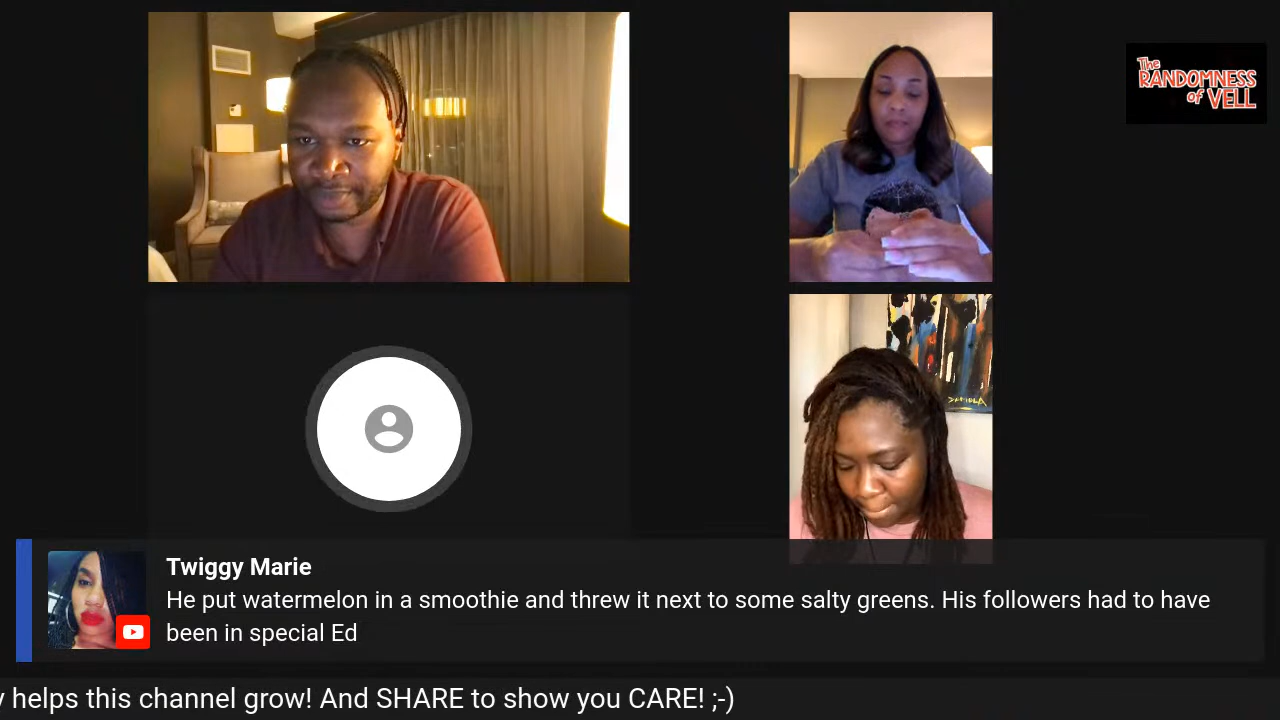 The
RANDOMNESS
of VELL
DAMOLA
Twiggy Marie
He put watermelon in a smoothie and threw it next to some salty greens. His followers had to have
been in special Ed
helps this channel grow! And SHARE to show you CARE! ;-)